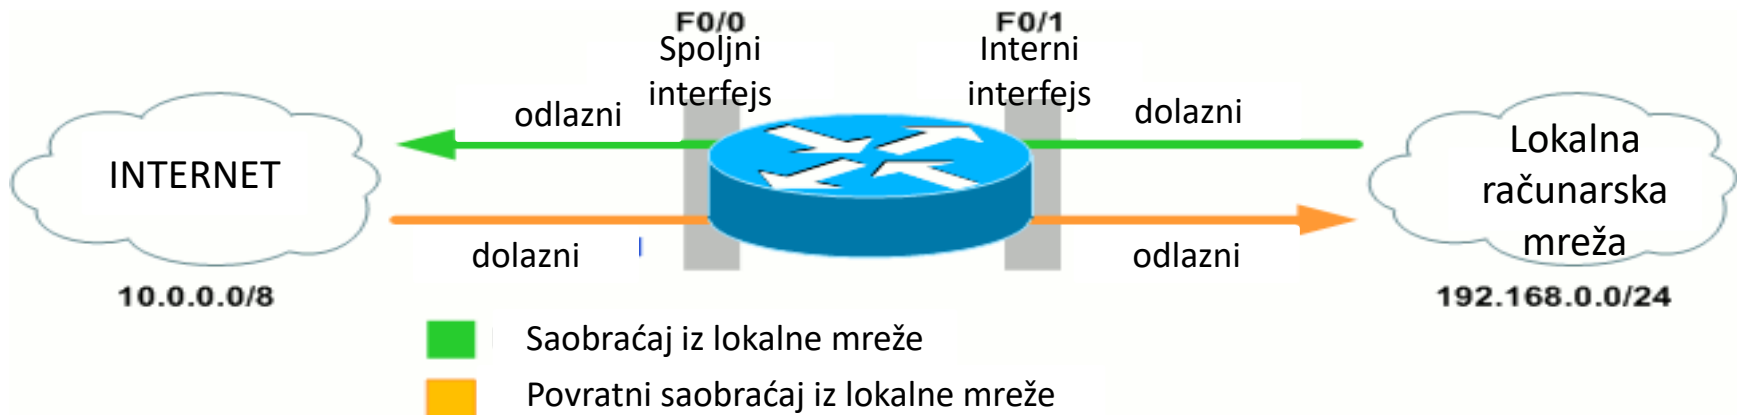 F0/0
Spoljni
interfejs
F0/1
Interni
interfejs
odlazni
dolazni
INTERNET
Lokalna
računarska
mreža
dolazni
odlazni
10.0.0.0/8
192.168.0.0/24
Saobraćaj iz lokalne mreže
Povratni saobraćaj iz lokalne mreže